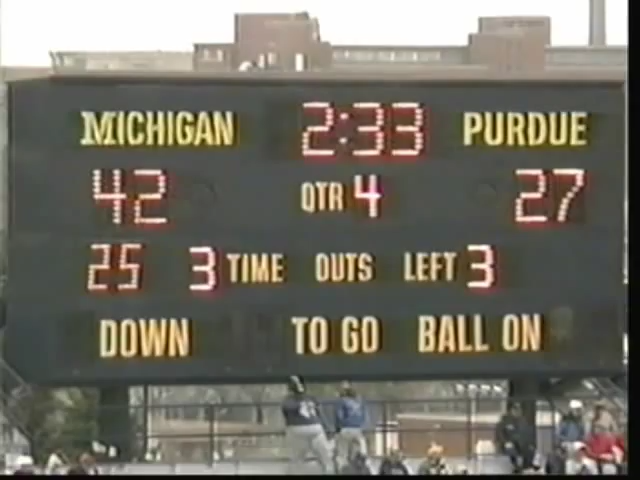 MICHIGAN 2:33 PURDUE
42 QTR 4 27
25 3 TIME OUTS LEFT 3
DOWN TO GO BALL ON